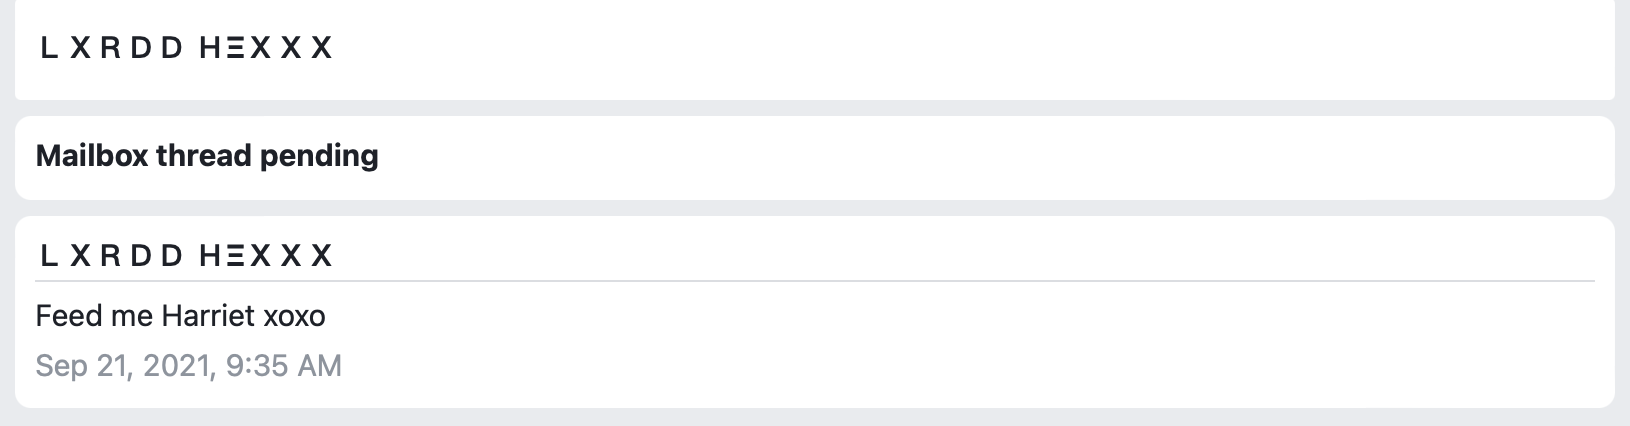 L X R D D  H Ξ X X X
Mailbox thread pending
L X R D D  H Ξ X X X
Feed me Harriet xoxo
Sep 21, 2021, 9:35 AM